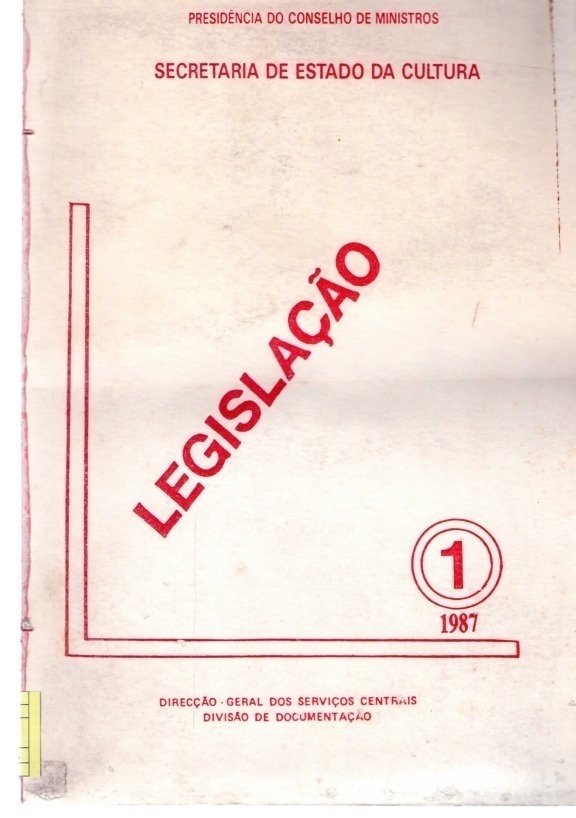 PRESIDÊNCIA DO CONSELHO DE MINISTROS
SECRETARIA DE ESTADO DA CULTURA
LEGISLAÇÃO
1
1987
DIRECÇÃO-GERAL DOS SERVIÇOS CENTRAIS
DIVISÃO DE DOCUMENTAÇÃO